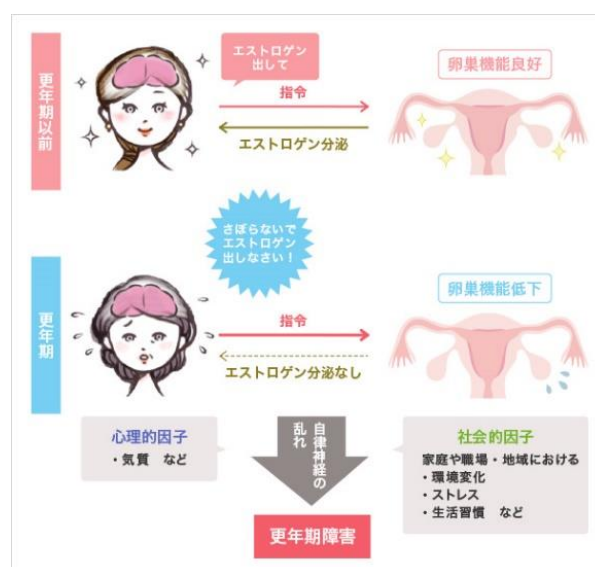 更年期以前
エストロゲン
出して
指令
エストロゲン分泌
卵巣機能良好
さぼらないで
エストロゲン
出しなさい！
更年期
指令
エストロゲン分泌なし
卵巣機能低下
心理的因子
・気質　など
自律神経の
乱れ
社会的因子
家庭や職場・地域における
・環境変化
・ストレス
・生活習慣　など
更年期障害